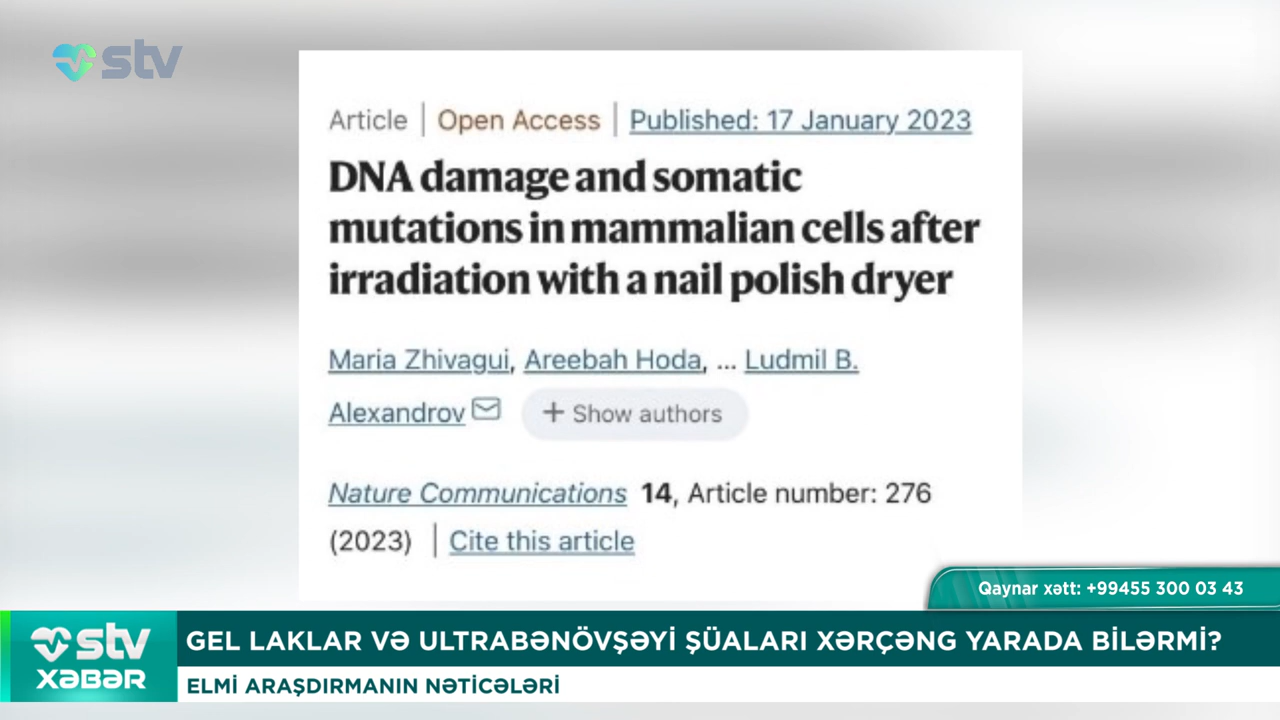 stv
Article | Open Access | Published: 17 January 2023
DNA damage and somatic
mutations in mammalian cells after
irradiation with a nail polish dryer
Maria Zhivagui, Areebah Hoda, ... Ludmil B.
Alexandrov + Show authors
Nature Communications 14, Article number: 276
(2023) | Cite this article
Qaynar xətt: +99455 300 03 43
stv
XƏBƏR
GEL LAKLAR VƏ ULTRABƏNÖVŞƏYİ ŞÜALARI XƏRÇƏNG YARADA BİLƏRMİ?
ELMİ ARAŞDIRMANIN NƏTİCƏLƏRİ